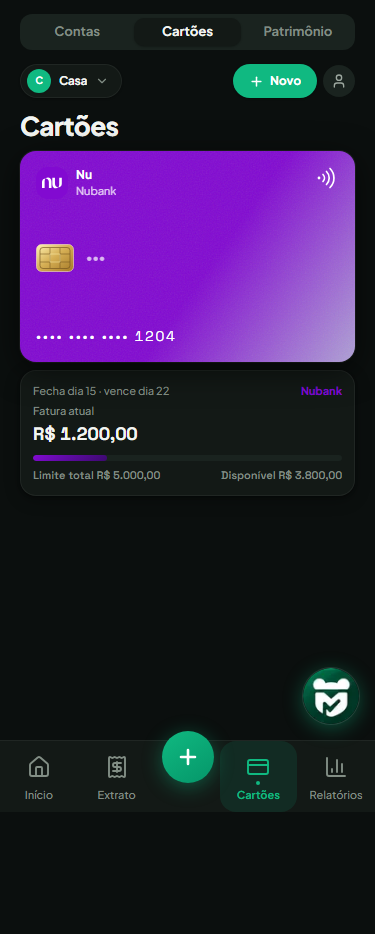 Contas Cartões Patrimônio
C Casa + Novo
Cartões
nu Nu
Nubank
•••
•••• •••• •••• 1204
Fecha dia 15 · vence dia 22 Nubank
Fatura atual
R$ 1.200,00
Limite total R$ 5.000,00 Disponível R$ 3.800,00
Início Extrato Cartões Relatórios